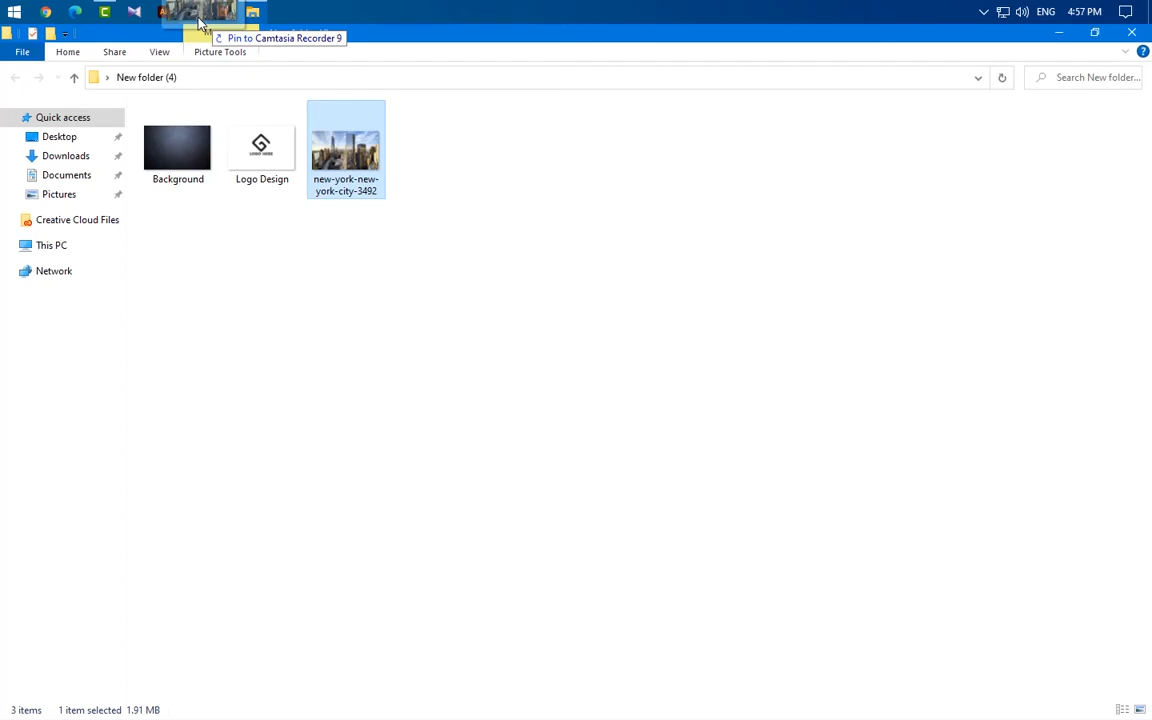 ENG
4:57 PM
Pin to Camtasia Recorder 9
File
Home
Share
View
Picture Tools
New folder (4)
Search New folder...
Quick access
Desktop
Downloads
Documents
Pictures
Creative Cloud Files
This PC
Network
LOGO HERE
Background
Logo Design
new-york-new-
york-city-3492
3 items
1 item selected
1.91 MB